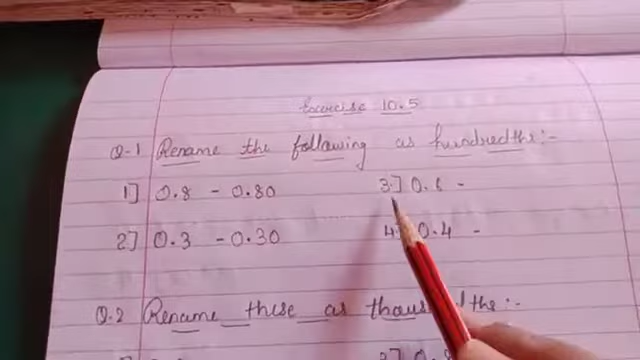 Exercise 10.5
Q-1 Rename the following as hundredths:-
1] 0.8 - 0.80 3] 0.6 -
2] 0.3 - 0.30 4] 0.4 -
Q.2 Rename these as :-